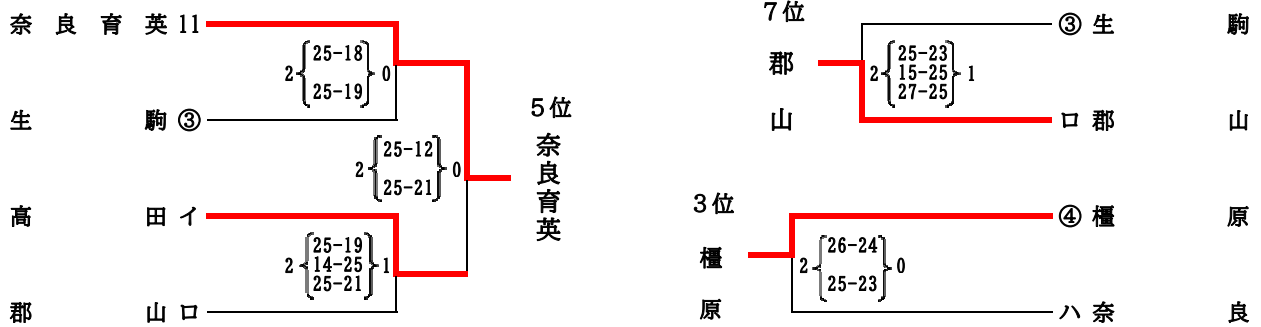 奈良育英 11
2 25-18 0
25-19
生駒 ③
5位
奈良育英
2 25-12 0
25-21
高田 イ
25-19
2 14-25 1
25-21
郡山 ロ
7位
郡山
③ 生駒
25-23
2 15-25 1
27-25
ロ 郡山
3位
橿原
④ 橿原
2 26-24 0
25-23
ハ 奈良